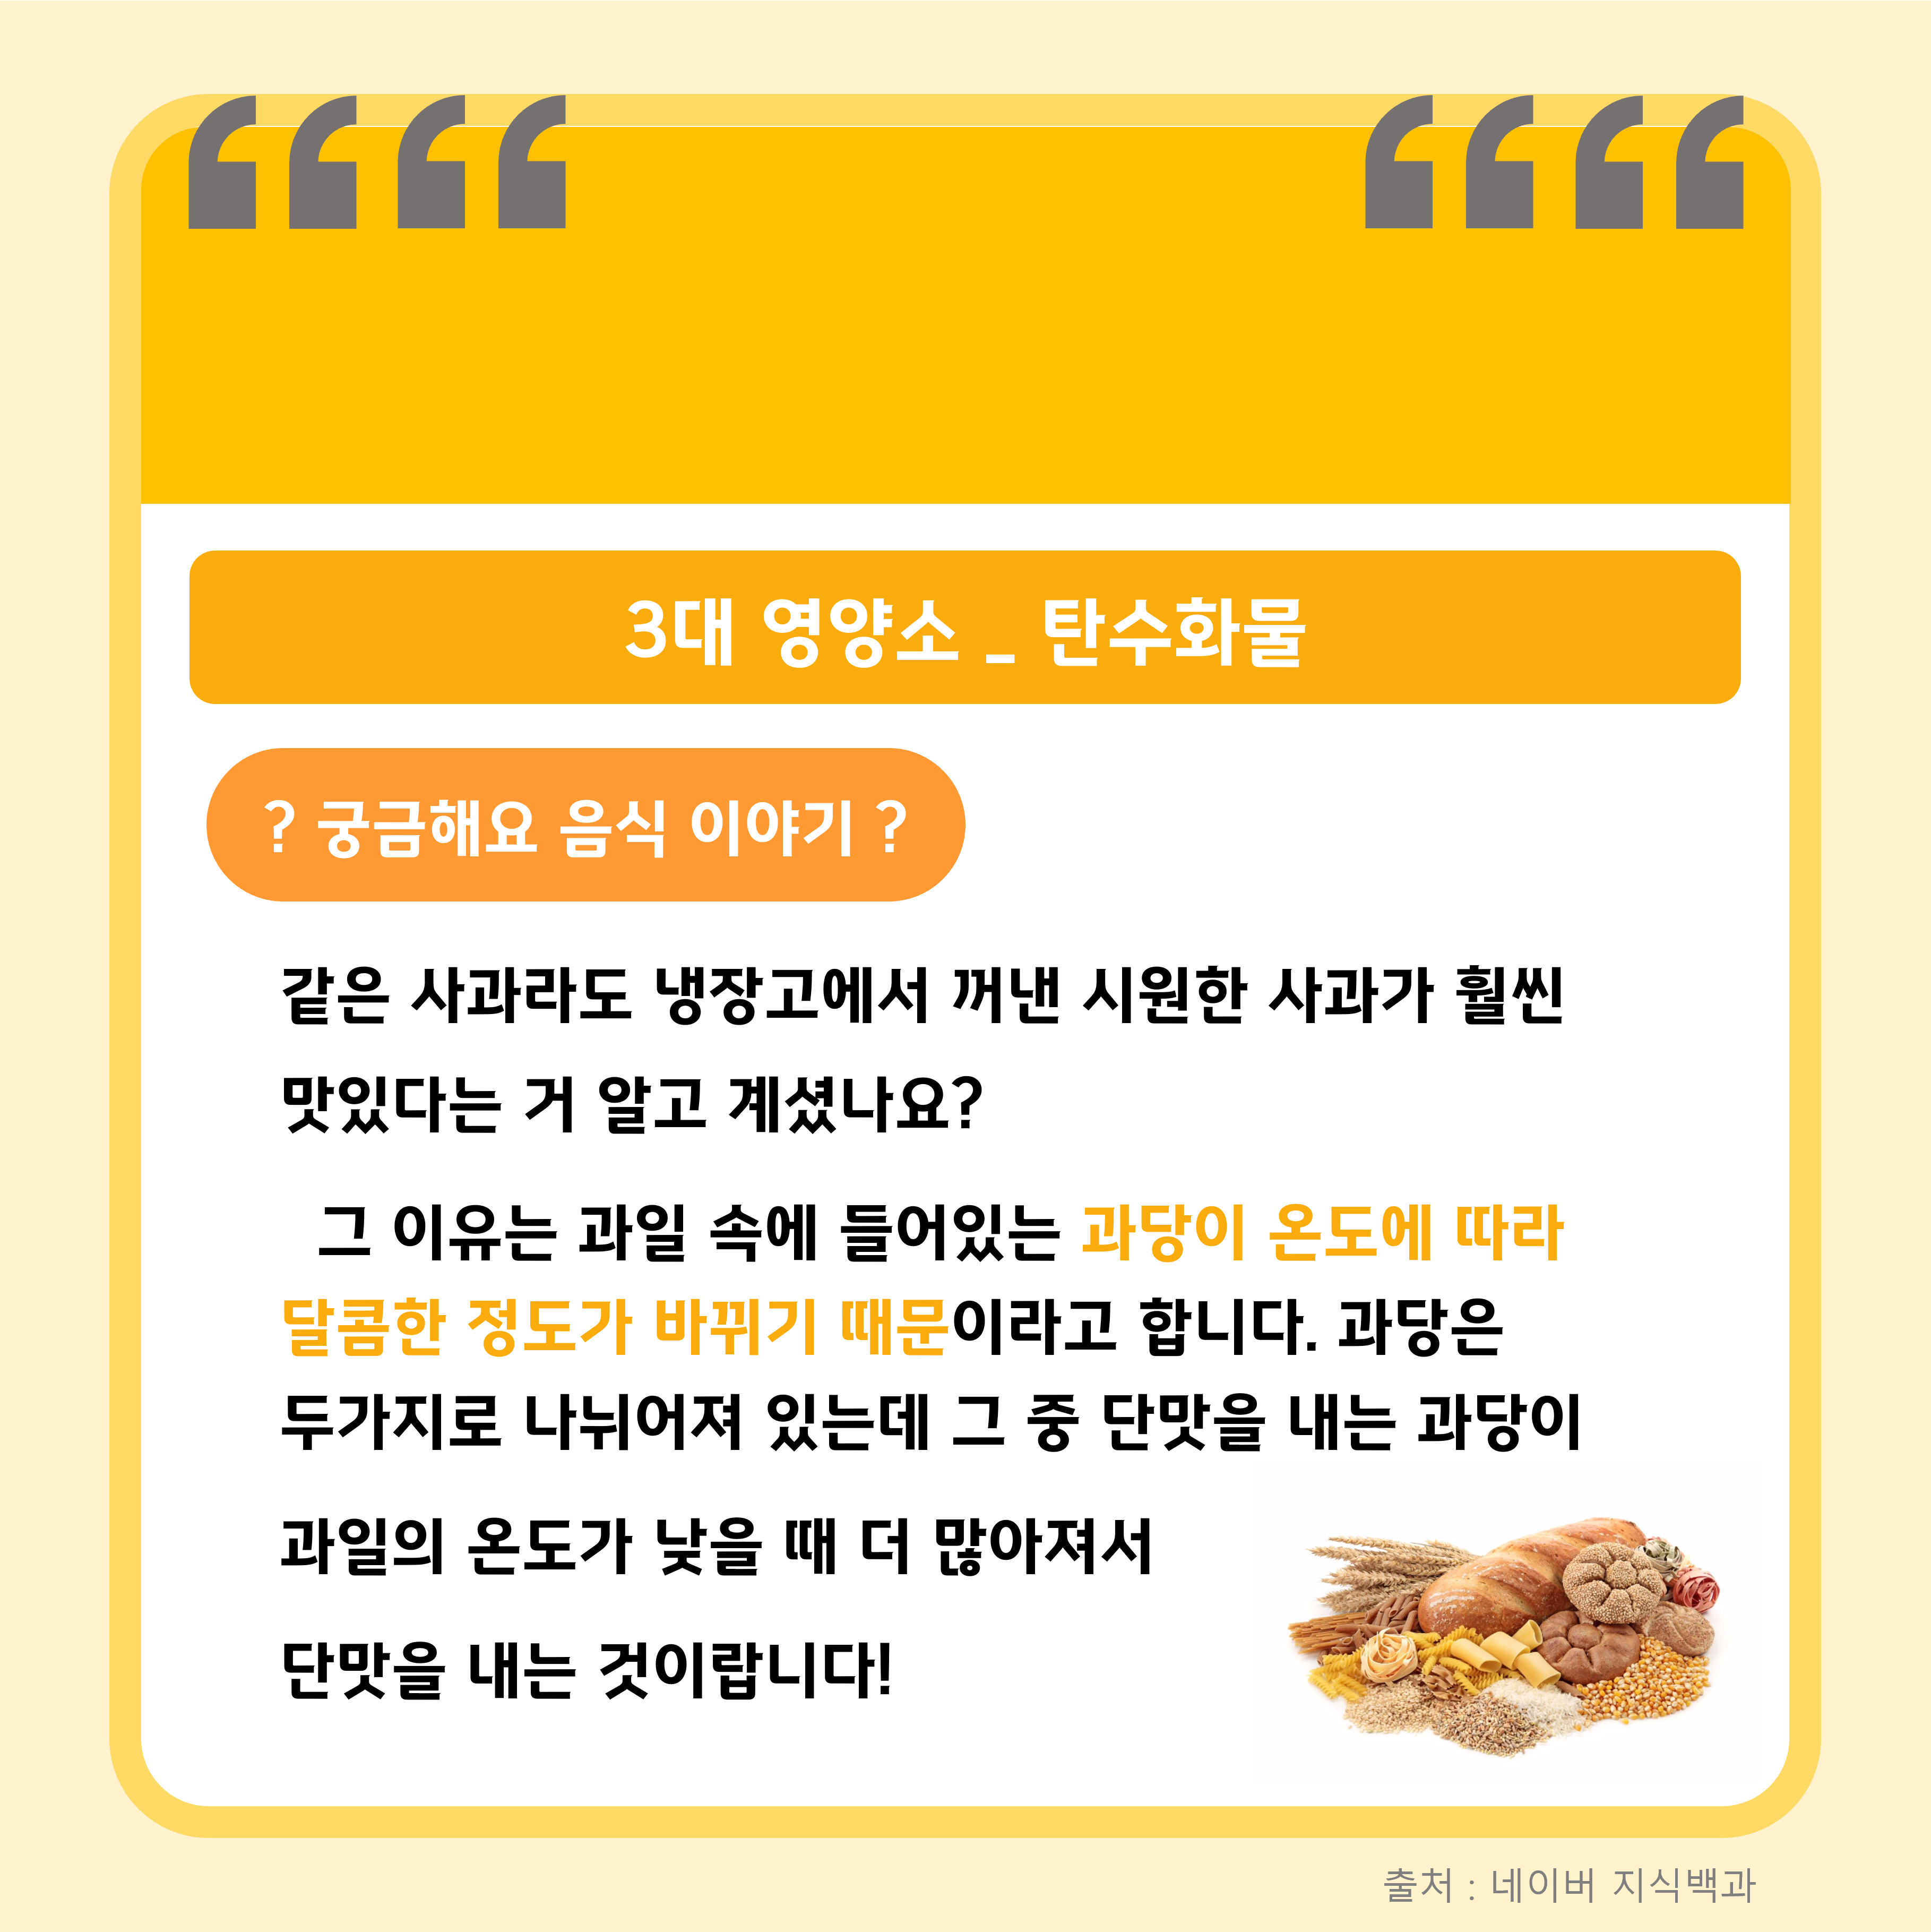 3대 영양소 _ 탄수화물
? 궁금해요 음식 이야기 ?
같은 사과라도 냉장고에서 꺼낸 시원한 사과가 훨씬
맛있다는 거 알고 계셨나요?
그 이유는 과일 속에 들어있는 과당이 온도에 따라
달콤한 정도가 바뀌기 때문이라고 합니다. 과당은
두가지로 나뉘어져 있는데 그 중 단맛을 내는 과당이
과일의 온도가 낮을 때 더 많아져서
단맛을 내는 것이랍니다!
출처 : 네이버 지식백과